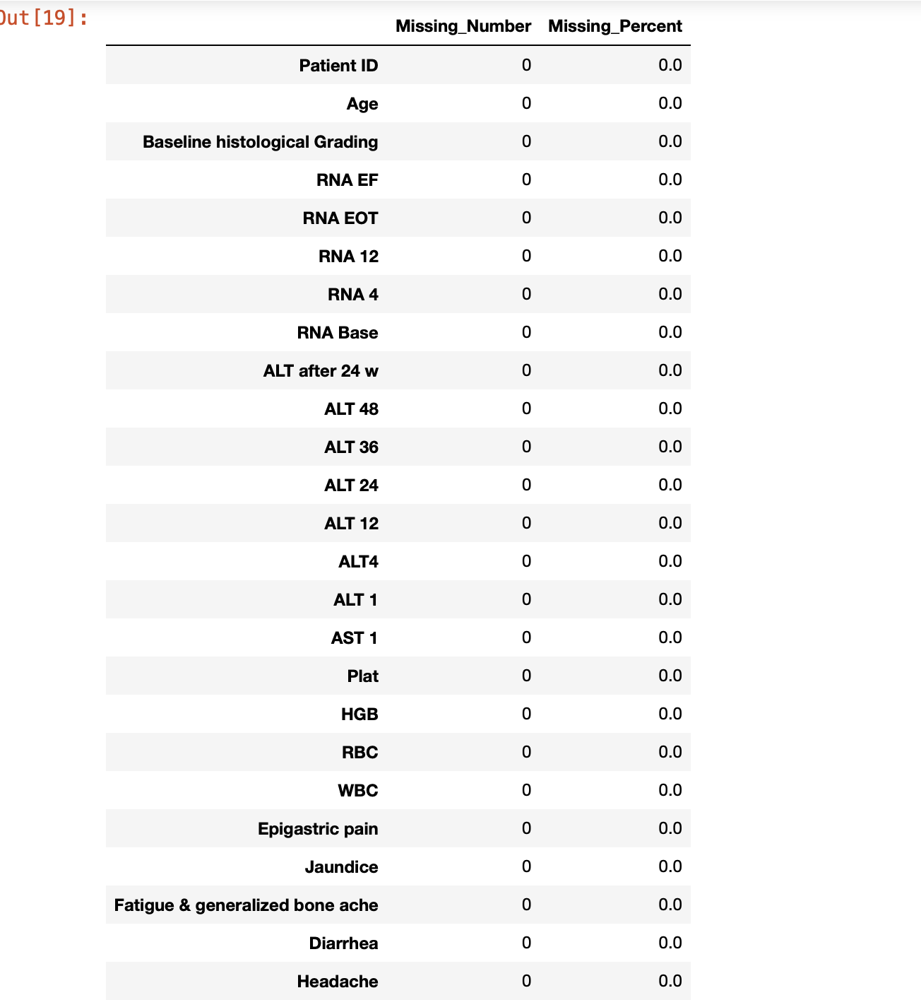 Out[19]:
Missing_Number Missing_Percent
Patient ID 0 0.0
Age 0 0.0
Baseline histological Grading 0 0.0
RNA EF 0 0.0
RNA EOT 0 0.0
RNA 12 0 0.0
RNA 4 0 0.0
RNA Base 0 0.0
ALT after 24 w 0 0.0
ALT 48 0 0.0
ALT 36 0 0.0
ALT 24 0 0.0
ALT 12 0 0.0
ALT4 0 0.0
ALT 1 0 0.0
AST 1 0 0.0
Plat 0 0.0
HGB 0 0.0
RBC 0 0.0
WBC 0 0.0
Epigastric pain 0 0.0
Jaundice 0 0.0
Fatigue & generalized bone ache 0 0.0
Diarrhea 0 0.0
Headache 0 0.0